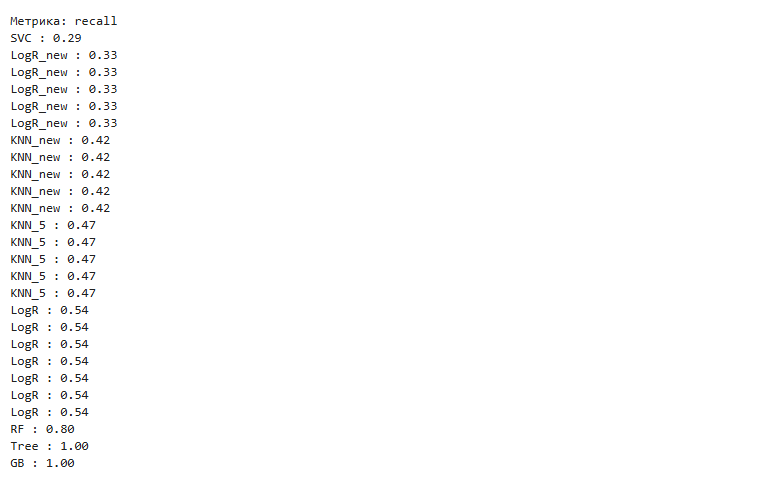 Метрика: recall
SVC : 0.29
LogR_new : 0.33
LogR_new : 0.33
LogR_new : 0.33
LogR_new : 0.33
LogR_new : 0.33
KNN_new : 0.42
KNN_new : 0.42
KNN_new : 0.42
KNN_new : 0.42
KNN_new : 0.42
KNN_5 : 0.47
KNN_5 : 0.47
KNN_5 : 0.47
KNN_5 : 0.47
KNN_5 : 0.47
LogR : 0.54
LogR : 0.54
LogR : 0.54
LogR : 0.54
LogR : 0.54
LogR : 0.54
LogR : 0.54
RF : 0.80
Tree : 1.00
GB : 1.00